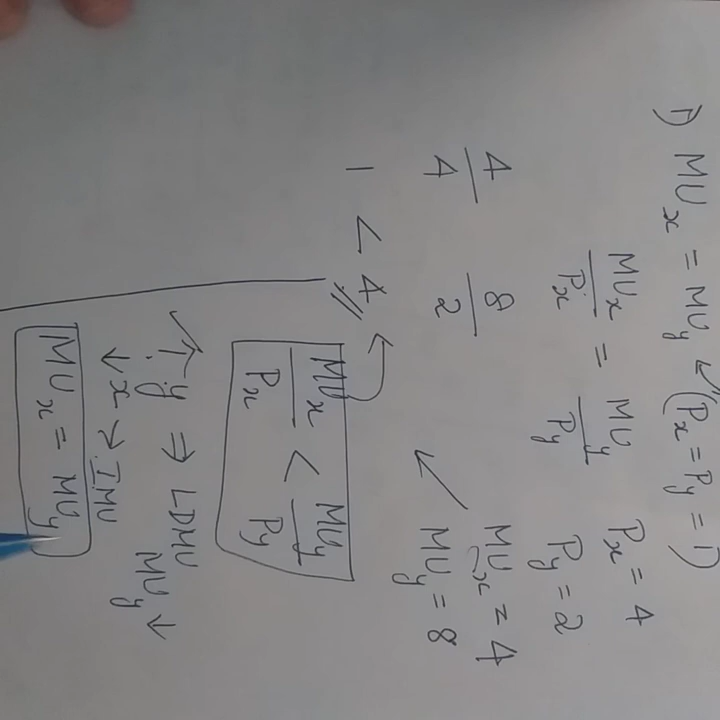 1) MUx = MUy ↙ (Px = Py = 1)
MUx/Px = MUy/Py
Px = 4
Py = 2
MUx = 4
MUy = 8
4/4 8/2
1 < 4
MUx/Px < MUy/Py
↑ y ⇒ LDMU
MUy ↓
↓ x → IMU
MUx = MUy